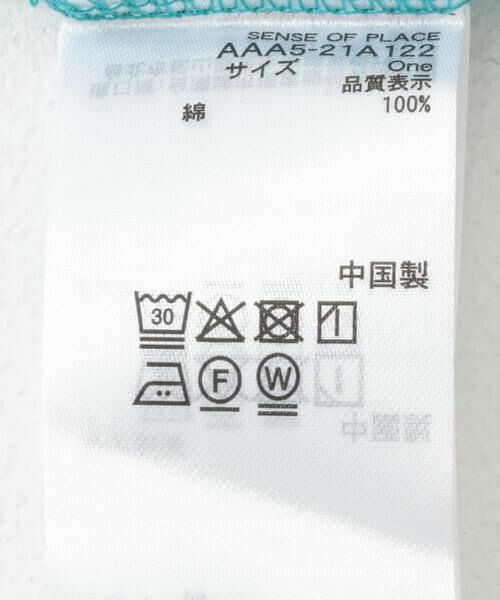 SENSE OF PLACE
AAA5-21A122
サイズ One
品質表示
綿 100%
中国製
30
F W